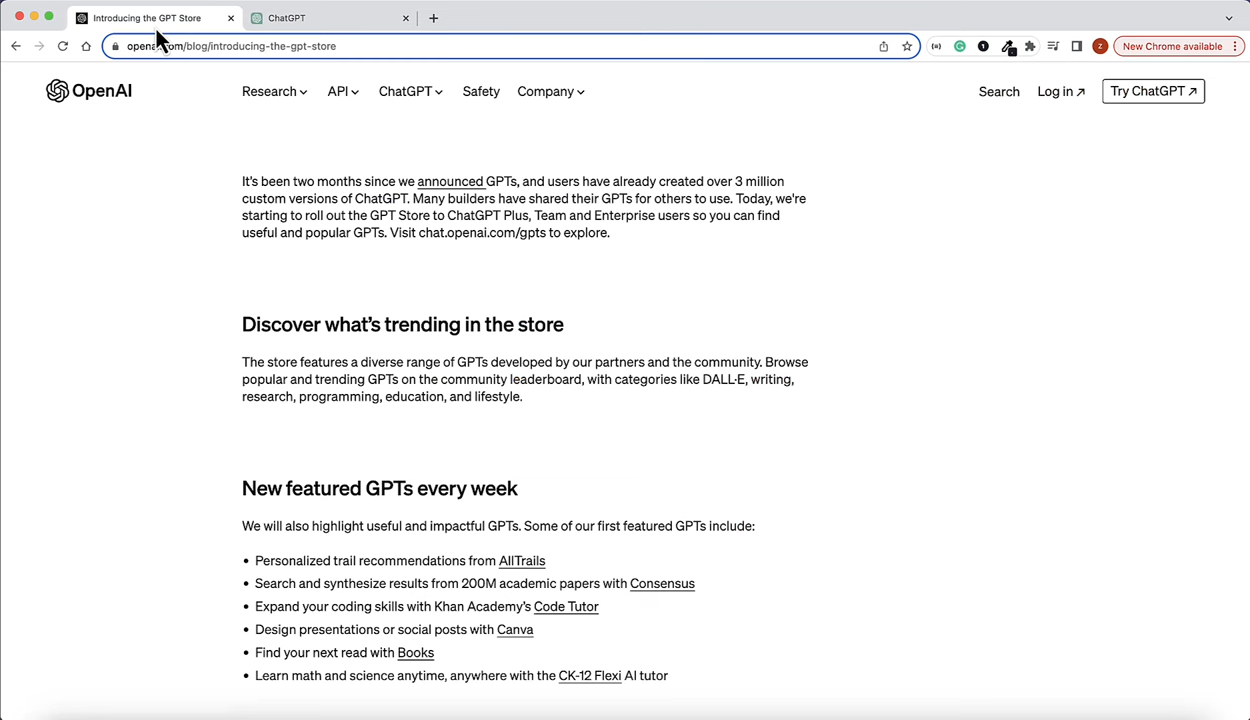 Introducing the GPT Store
ChatGPT
opena .com/blog/introducing-the-gpt-store
New Chrome available
OpenAI
Research
API
ChatGPT
Safety
Company
Search
Log in ↗
Try ChatGPT ↗
It's been two months since we announced GPTs, and users have already created over 3 million
custom versions of ChatGPT. Many builders have shared their GPTs for others to use. Today, we're
starting to roll out the GPT Store to ChatGPT Plus, Team and Enterprise users so you can find
useful and popular GPTs. Visit chat.openai.com/gpts to explore.
Discover what's trending in the store
The store features a diverse range of GPTs developed by our partners and the community. Browse
popular and trending GPTs on the community leaderboard, with categories like DALL·E, writing,
research, programming, education, and lifestyle.
New featured GPTs every week
We will also highlight useful and impactful GPTs. Some of our first featured GPTs include:
• Personalized trail recommendations from AllTrails
• Search and synthesize results from 200M academic papers with Consensus
• Expand your coding skills with Khan Academy's Code Tutor
• Design presentations or social posts with Canva
• Find your next read with Books
• Learn math and science anytime, anywhere with the CK-12 Flexi AI tutor